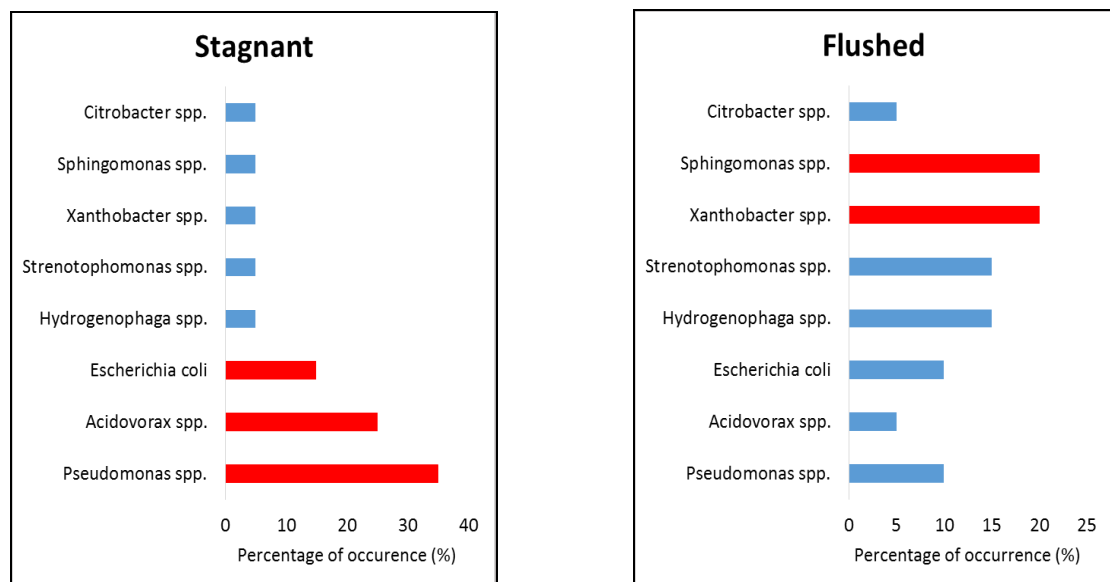 Stagnant
Citrobacter spp.
Sphingomonas spp.
Xanthobacter spp.
Strenotophomonas spp.
Hydrogenophaga spp.
Escherichia coli
Acidovorax spp.
Pseudomonas spp.
0 10 20 30 40
Percentage of occurence (%)
Flushed
Citrobacter spp.
Sphingomonas spp.
Xanthobacter spp.
Strenotophomonas spp.
Hydrogenophaga spp.
Escherichia coli
Acidovorax spp.
Pseudomonas spp.
0 5 10 15 20 25
Percentage of occurrence (%)